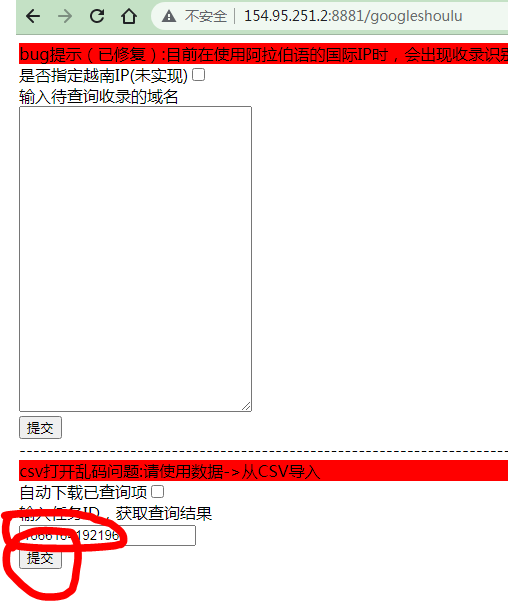 不安全 154.95.251.2:8881/googleshoulu
bug提示（已修复）:目前在使用阿拉伯语的国际IP时，会出现收录识别
是否指定越南IP(未实现)
输入待查询收录的域名
提交
csv打开乱码问题:请使用数据->从CSV导入
自动下载已查询项
输入任务ID，获取查询结果
提交